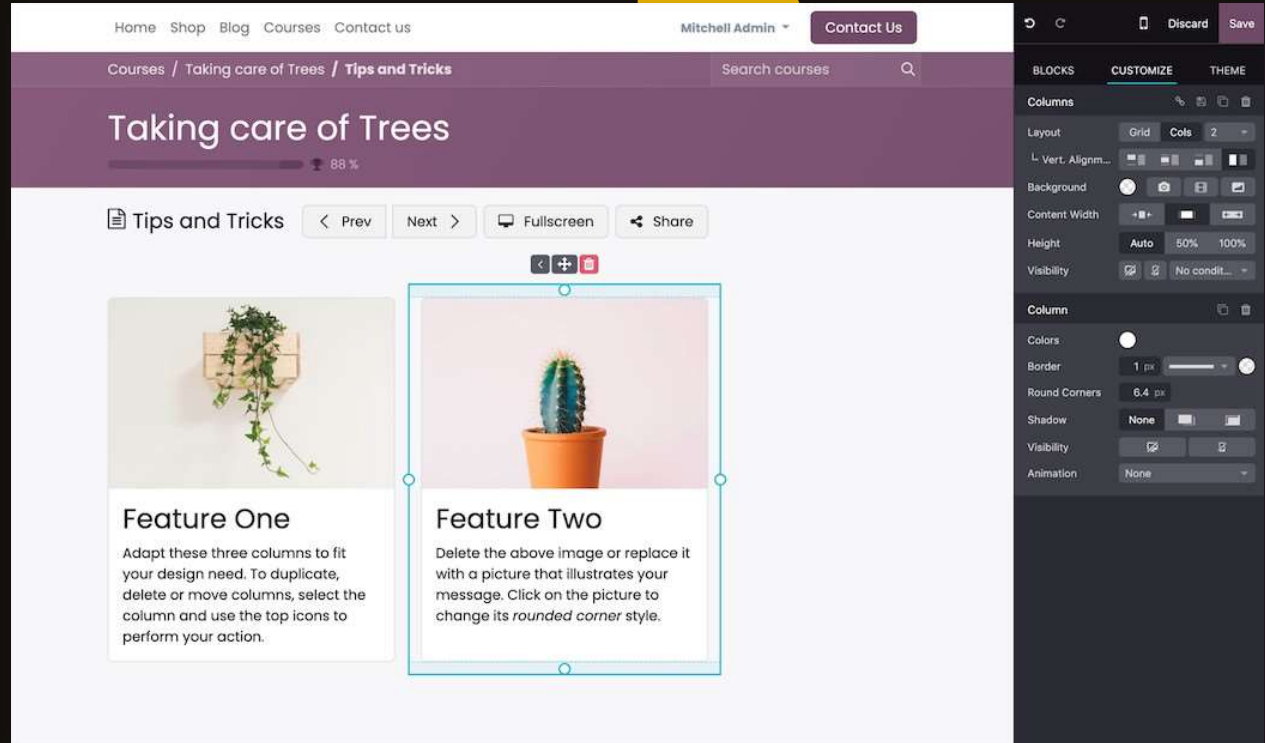 Home Shop Blog Courses Contact us Mitchell Admin Contact Us
Discard Save
Courses / Taking care of Trees / Tips and Tricks Search courses
BLOCKS CUSTOMIZE THEME
Taking care of Trees
88 %
Tips and Tricks Prev Next Fullscreen Share
Columns
Layout Grid Cols 2
Vert. Alignm...
Background
Content Width
Height Auto 50% 100%
Visibility No condit...
Column
Colors
Border 1 px
Round Corners 6.4 px
Shadow None
Visibility
Animation None
Feature One
Adapt these three columns to fit
your design need. To duplicate,
delete or move columns, select the
column and use the top icons to
perform your action.
Feature Two
Delete the above image or replace it
with a picture that illustrates your
message. Click on the picture to
change its rounded corner style.